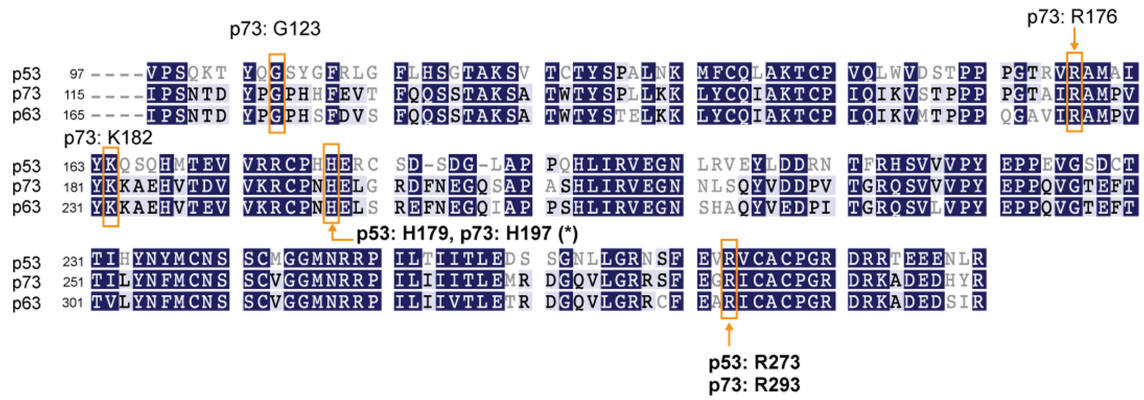 p73: G123
p73: R176
p53 97 ----VPSQKT YQGSYGFRLG FLHSGTAKSV TCTYSPALNK MFCQLAKTCP VQLWVDSTPP PGTRVRAMAI
p73 115 ----IPSNTD YPGPHHFEVT FQQSSTAKSA TWTYSPLLKK LYCQIAKTCP IQIKVSTPPP PGTAIRAMPV
p63 165 ----IPSNTD YPGPHSFDVS FQQSSTAKSA TWTYSTELKK LYCQIAKTCP IQIKVMTPPP QGAVIRAMPV
p73: K182
p53 163 YKQSQHMTEV VRRCPHHERC SD-SDG-LAP PQHLIRVEGN LRVEYLDDRN TFRHSVVVPY EPPEVGSDCT
p73 181 YKKAEHVTDV VKRCPNHELG RDFNEGQSAP ASHLIRVEGN NLSQYVDDPV TGRQSVVVPY EPPQVGTEFT
p63 231 YKKAEHVTEV VKRCPNHELS REFNEGQIAP PSHLIRVEGN SHAQYVEDPI TGRQSVLVPY EPPQVGTEFT
p53: H179, p73: H197 (*)
p53 231 TIHYNYMCNS SCMGGMNRRP ILTIITLEDS SGNLLGRNSF EVRVCACPGR DRRTEEENLR
p73 251 TILYNFMCNS SCVGGMNRRP ILIIITLEMR DGQVLGRRSF EGRICACPGR DRKADEDHYR
p63 301 TVLYNFMCNS SCVGGMNRRP ILIIVTLETR DGQVLGRRCF EARICACPGR DRKADEDSIR
p53: R273
p73: R293